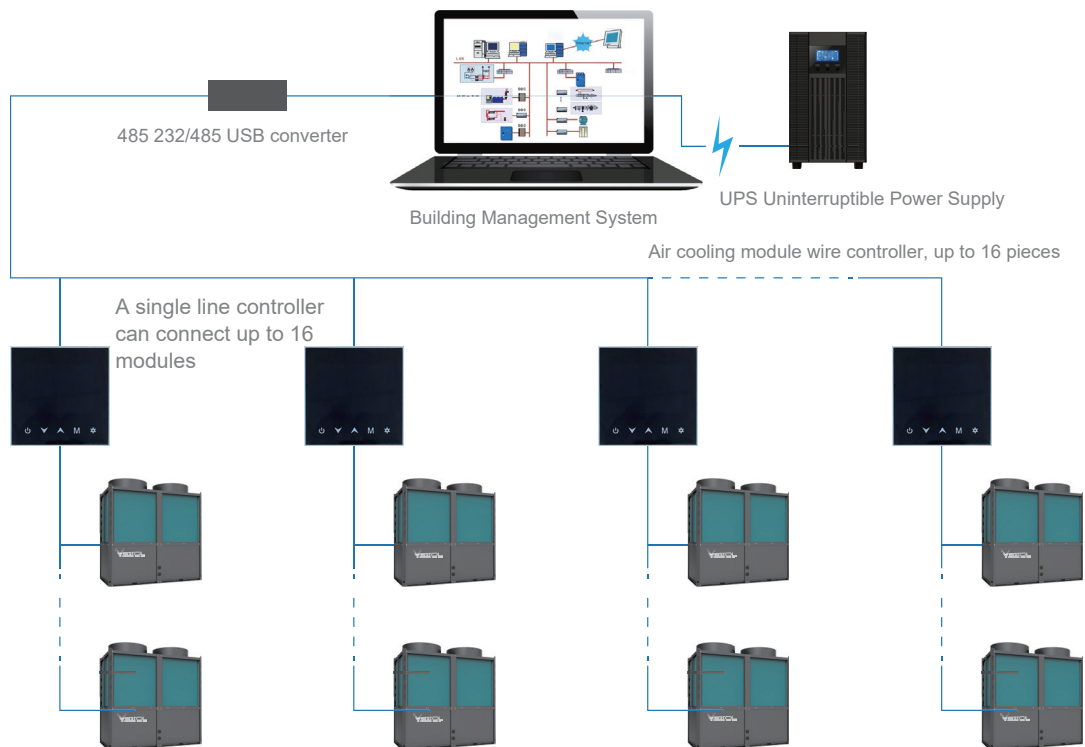 485 232/485 USB converter
Building Management System
UPS Uninterruptible Power Supply
Air cooling module wire controller, up to 16 pieces
A single line controller
can connect up to 16
modules
M
M
M
M